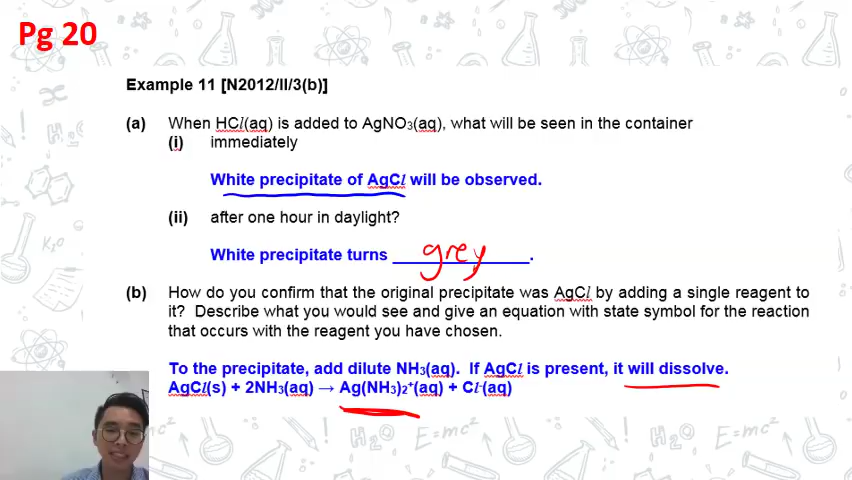 Pg 20
Example 11 [N2012/II/3(b)]
(a) When HCl(aq) is added to AgNO₃(aq), what will be seen in the container
(i) immediately
White precipitate of AgCl will be observed.
(ii) after one hour in daylight?
White precipitate turns grey.
(b) How do you confirm that the original precipitate was AgCl by adding a single reagent to
it? Describe what you would see and give an equation with state symbol for the reaction
that occurs with the reagent you have chosen.
To the precipitate, add dilute NH₃(aq). If AgCl is present, it will dissolve.
AgCl(s) + 2NH₃(aq) → Ag(NH₃)₂⁺(aq) + Cl⁻(aq)
H₂O
E=mc²
H₂O
E=mc²